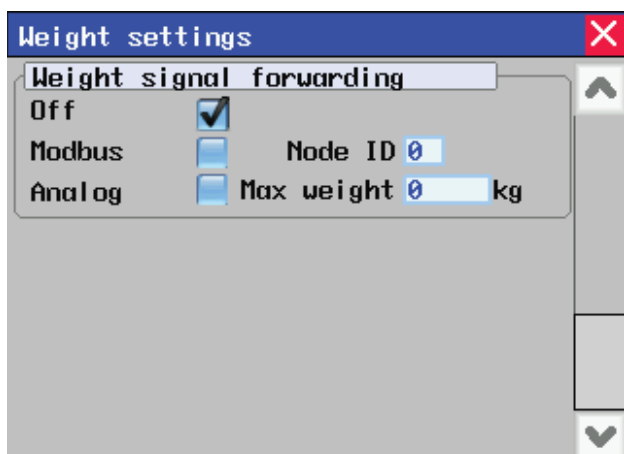 Weight settings
Weight signal forwarding
Off
Modbus Node ID 0
Analog Max weight 0 kg